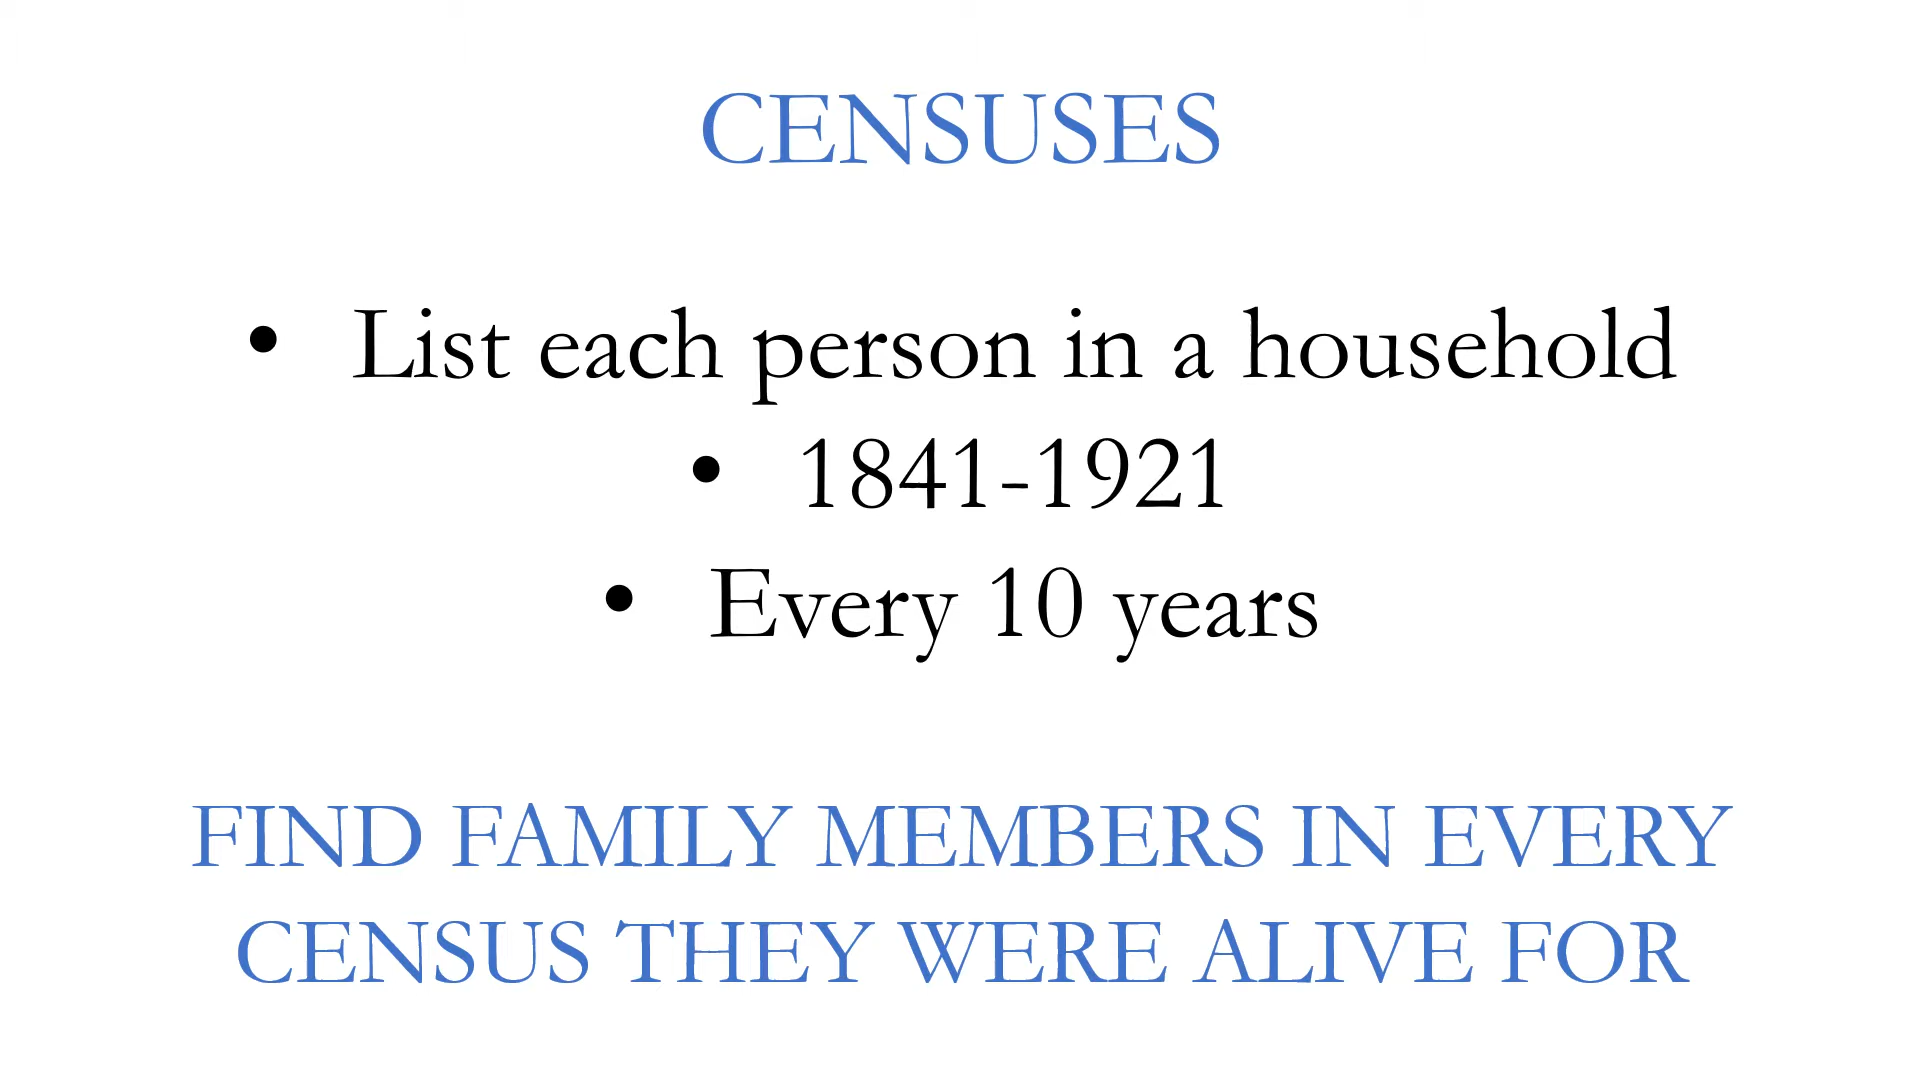 CENSUSES
• List each person in a household
• 1841-1921
• Every 10 years
FIND FAMILY MEMBERS IN EVERY
CENSUS THEY WERE ALIVE FOR